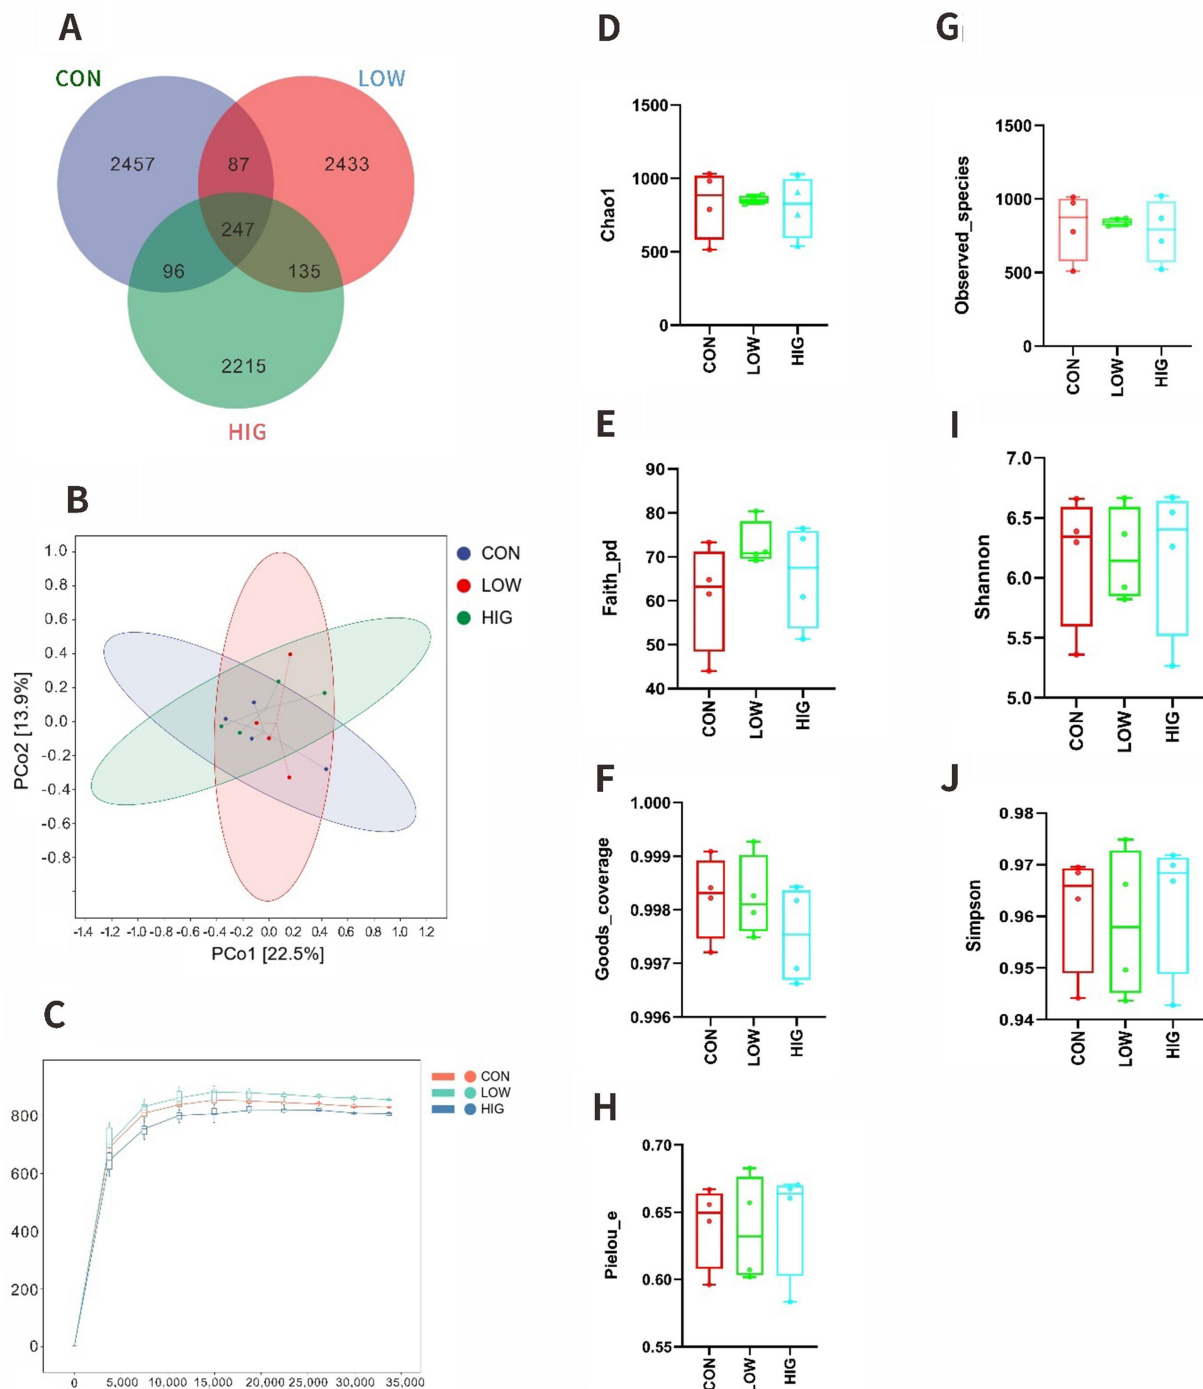 A
CON
LOW
2457
87
2433
247
96
135
2215
HIG
B
1.0
0.8
0.6
0.4
0.2
0.0
-0.2
-0.4
-0.6
-0.8
PCo2 [13.9%]
-1.4 -1.2 -1.0 -0.8 -0.6 -0.4 -0.2 0.0 0.2 0.4 0.6 0.8 1.0 1.2
PCo1 [22.5%]
CON
LOW
HIG
C
800
600
400
200
0
0 5,000 10,000 15,000 20,000 25,000 30,000 35,000
CON
LOW
HIG
D
1500
1000
500
0
Chao1
CON LOW HIG
E
90
80
70
60
50
40
Faith_pd
CON LOW HIG
F
1.000
0.999
0.998
0.997
0.996
Goods_coverage
CON LOW HIG
H
0.70
0.65
0.60
0.55
Pielou_e
CON LOW HIG
G
1500
1000
500
0
Observed_species
CON LOW HIG
I
7.0
6.5
6.0
5.5
5.0
Shannon
CON LOW HIG
J
0.98
0.97
0.96
0.95
0.94
Simpson
CON LOW HIG